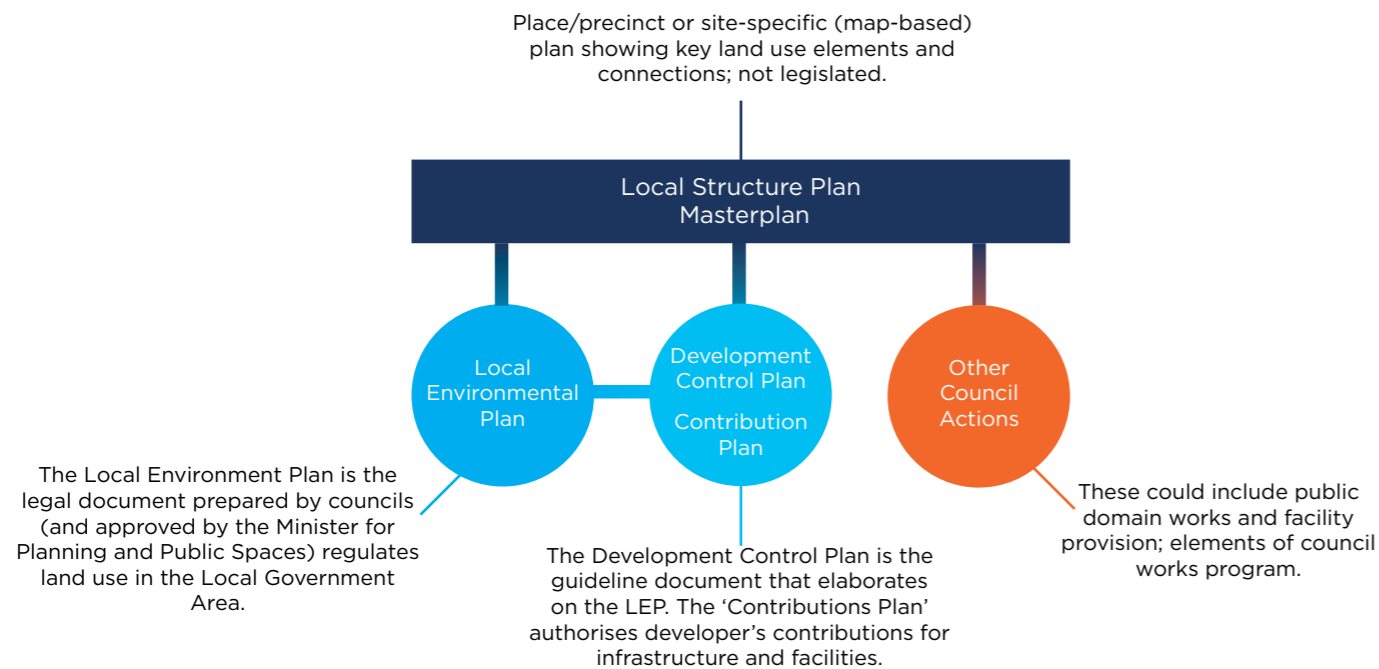 Place/precinct or site-specific (map-based)
plan showing key land use elements and
connections; not legislated.
Local Structure Plan
Masterplan
Local
Environmental
Plan
Development
Control Plan
Contribution
Plan
Other
Council
Actions
The Local Environment Plan is the
legal document prepared by councils
(and approved by the Minister for
Planning and Public Spaces) regulates
land use in the Local Government
Area.
The Development Control Plan is the
guideline document that elaborates
on the LEP. The ‘Contributions Plan’
authorises developer’s contributions for
infrastructure and facilities.
These could include public
domain works and facility
provision; elements of council
works program.